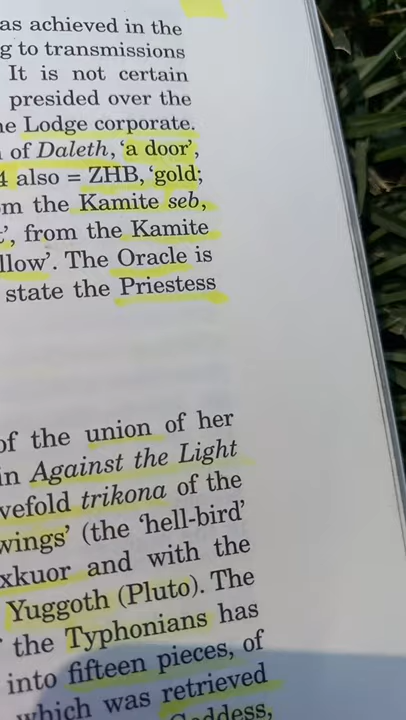 as achieved in the
g to transmissions
It is not certain
presided over the
e Lodge corporate.
of Daleth, ‘a door’,
4 also = ZHB, ‘gold;
m the Kamite seb,
’, from the Kamite
llow’. The Oracle is
state the Priestess
of the union of her
in Against the Light
vefold trikona of the
wings’ (the ‘hell-bird’
xkuor and with the
Yuggoth (Pluto). The
the Typhonians has
into fifteen pieces, of
which was retrieved
Goddess,